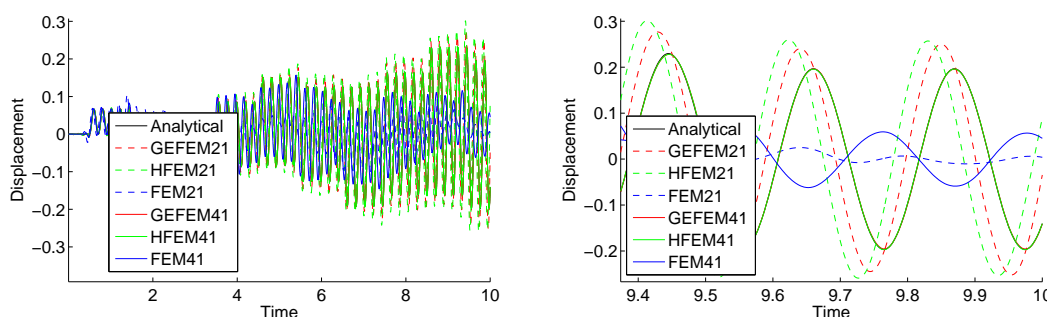 0.3
0.2
0.1
0
−0.1
−0.2
−0.3
Displacement
2
4
6
8
10
Time
Analytical
GEFEM21
HFEM21
FEM21
GEFEM41
HFEM41
FEM41
0.3
0.2
0.1
0
−0.1
−0.2
Displacement
9.4
9.5
9.6
9.7
9.8
9.9
10
Time
Analytical
GEFEM21
HFEM21
FEM21
GEFEM41
HFEM41
FEM41